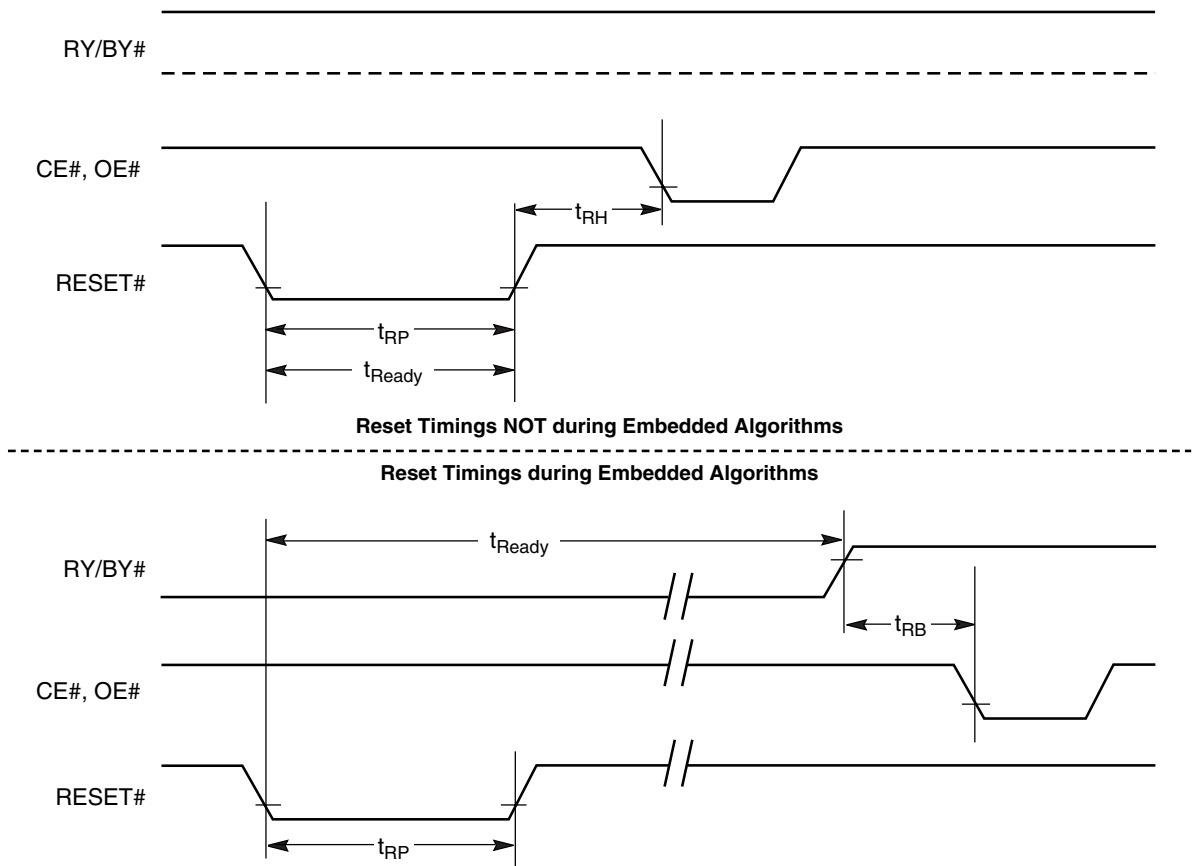 RY/BY#
CE#, OE#
tRH
RESET#
tRP
tReady
Reset Timings NOT during Embedded Algorithms
Reset Timings during Embedded Algorithms
tReady
RY/BY#
tRB
CE#, OE#
RESET#
tRP